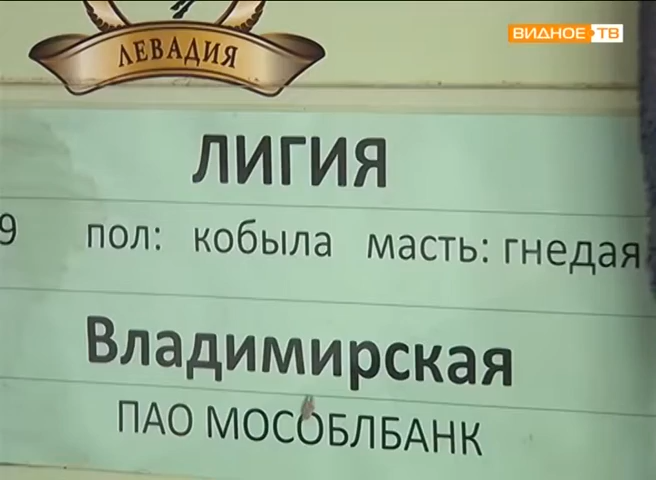 ВИДНОЕ ТВ
ЛЕВАДИЯ
ЛИГИЯ
9 пол: кобыла масть: гнедая
Владимирская
ПАО МОСОБЛБАНК